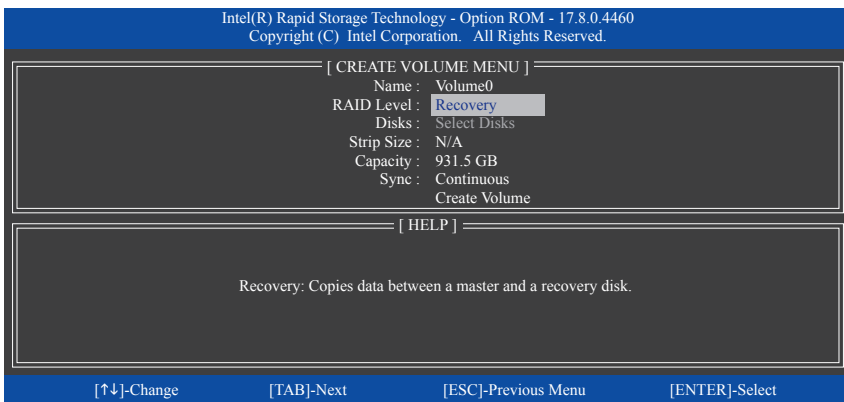 Intel(R) Rapid Storage Technology - Option ROM - 17.8.0.4460
Copyright (C) Intel Corporation. All Rights Reserved.
[ CREATE VOLUME MENU ]
Name : Volume0
RAID Level : Recovery
Disks : Select Disks
Strip Size : N/A
Capacity : 931.5 GB
Sync : Continuous
Create Volume
[ HELP ]
Recovery: Copies data between a master and a recovery disk.
[↑↓]-Change [TAB]-Next [ESC]-Previous Menu [ENTER]-Select